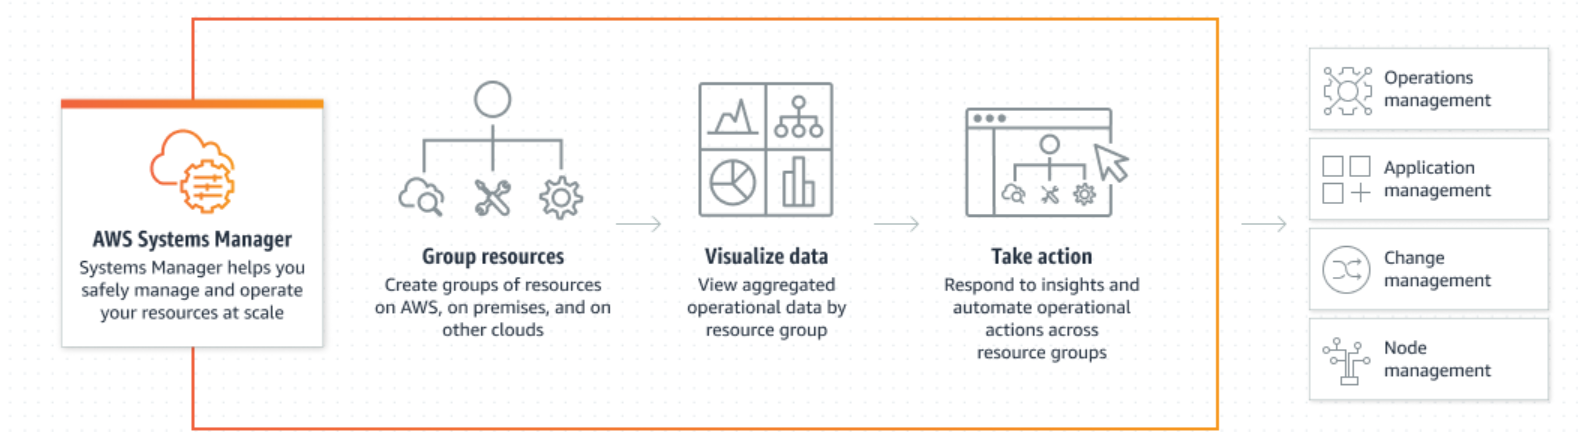 AWS Systems Manager
Systems Manager helps you
safely manage and operate
your resources at scale
Group resources
Create groups of resources
on AWS, on premises, and on
other clouds
Visualize data
View aggregated
operational data by
resource group
Take action
Respond to insights and
automate operational
actions across
resource groups
Operations
management
Application
management
Change
management
Node
management